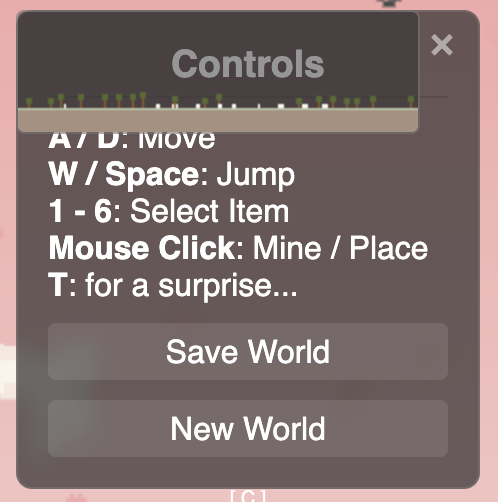 Controls
×
A / D: Move
W / Space: Jump
1 - 6: Select Item
Mouse Click: Mine / Place
T: for a surprise...
Save World
New World
[ C ]